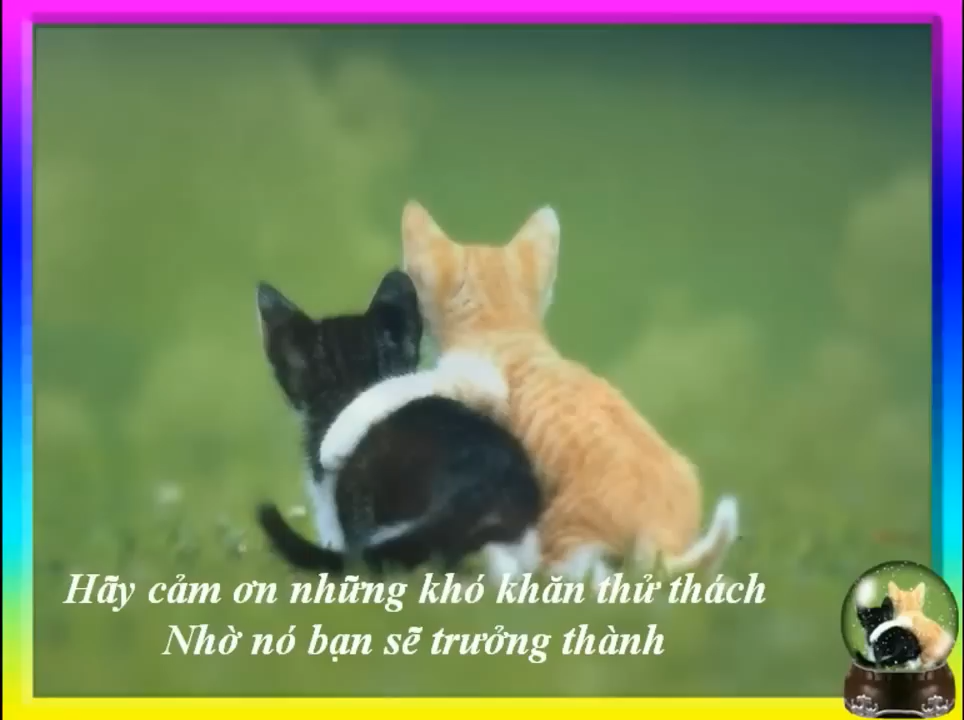 Hãy cảm ơn những khó khăn thử thách
Nhờ nó bạn sẽ trưởng thành